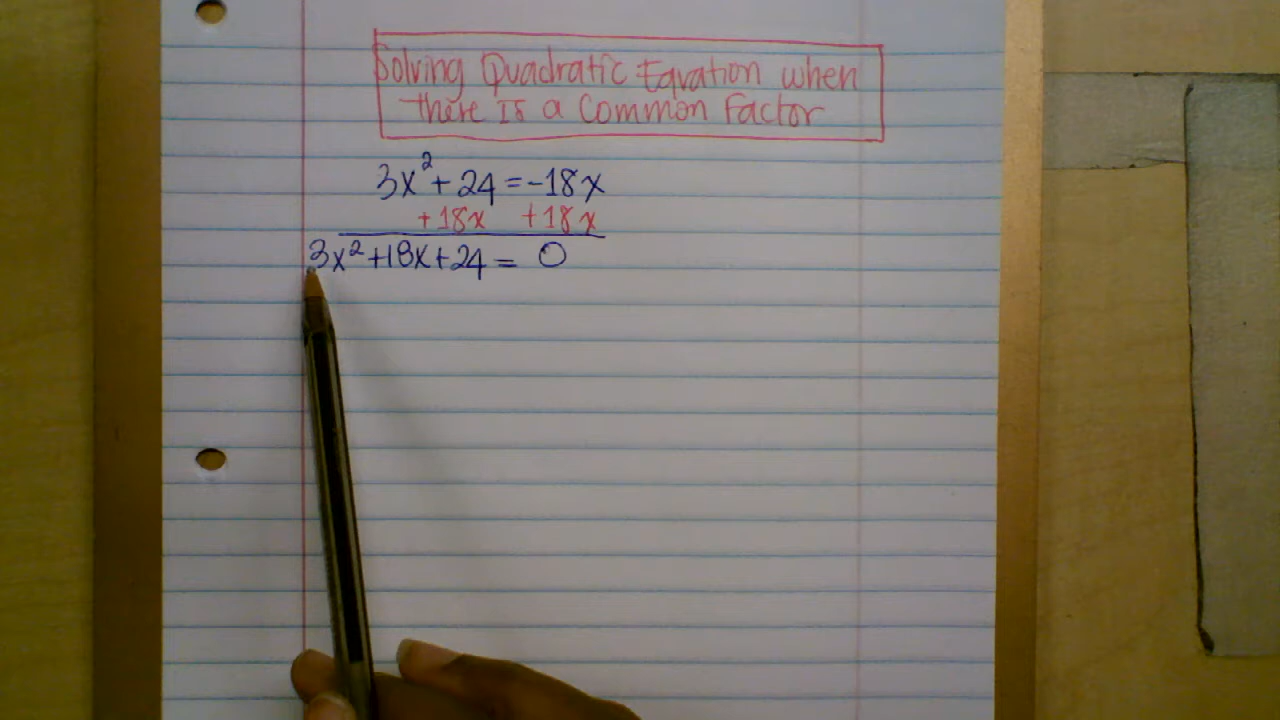 Solving Quadratic Equation when
there Is a Common Factor
3x² + 24 = -18x
+18x +18x
3x² +18x+24 = 0